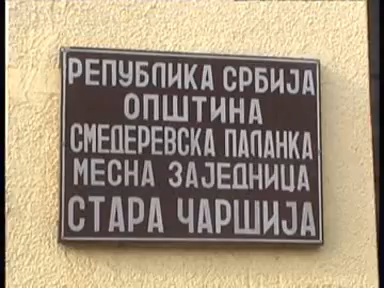 РЕПУБЛИКА СРБИЈА
ОПШТИНА
СМЕДЕРЕВСКА ПАЛАНКА
МЕСНА ЗАЈЕДНИЦА
СТАРА ЧАРШИЈА